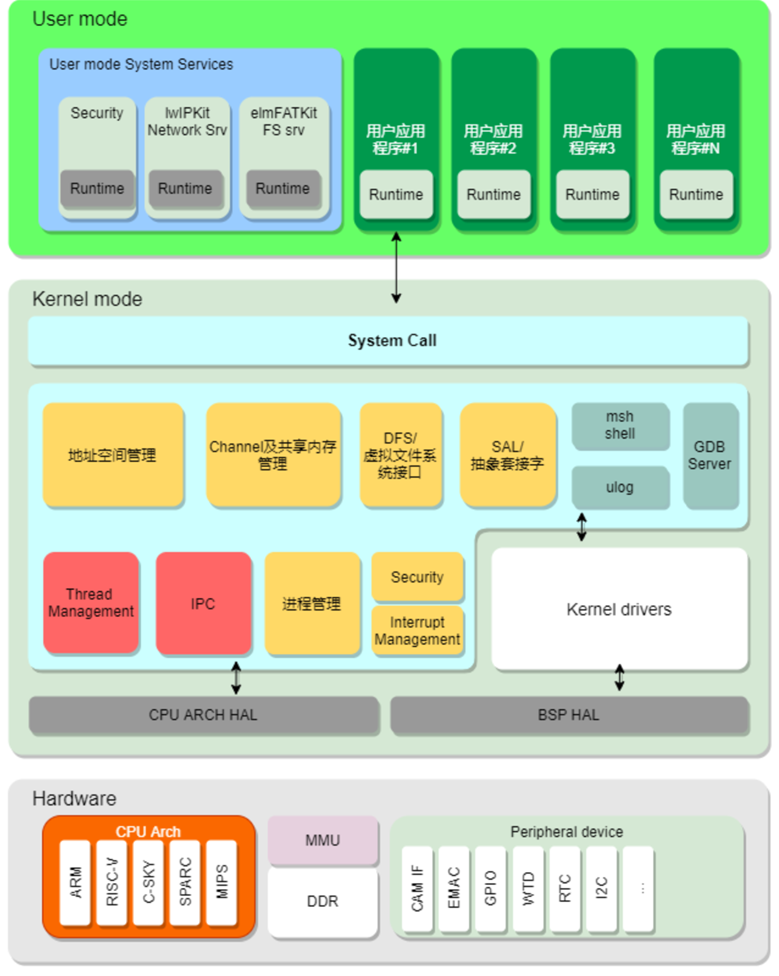 User mode
User mode System Services
Security
Runtime
lwIPKit
Network Srv
Runtime
elmFATKit
FS srv
Runtime
用户应用
程序#1
Runtime
用户应用
程序#2
Runtime
用户应用
程序#3
Runtime
用户应用
程序#N
Runtime
Kernel mode
System Call
地址空间管理
Channel及共享内存
管理
DFS/
虚拟文件系
统接口
SAL/
抽象套接字
msh
shell
ulog
GDB
Server
Thread
Management
IPC
进程管理
Security
Interrupt
Management
Kernel drivers
CPU ARCH HAL
BSP HAL
Hardware
CPU Arch
ARM
RISC-V
C-SKY
SPARC
MIPS
MMU
DDR
Peripheral device
CAM IF
EMAC
GPIO
WTD
RTC
I2C
...